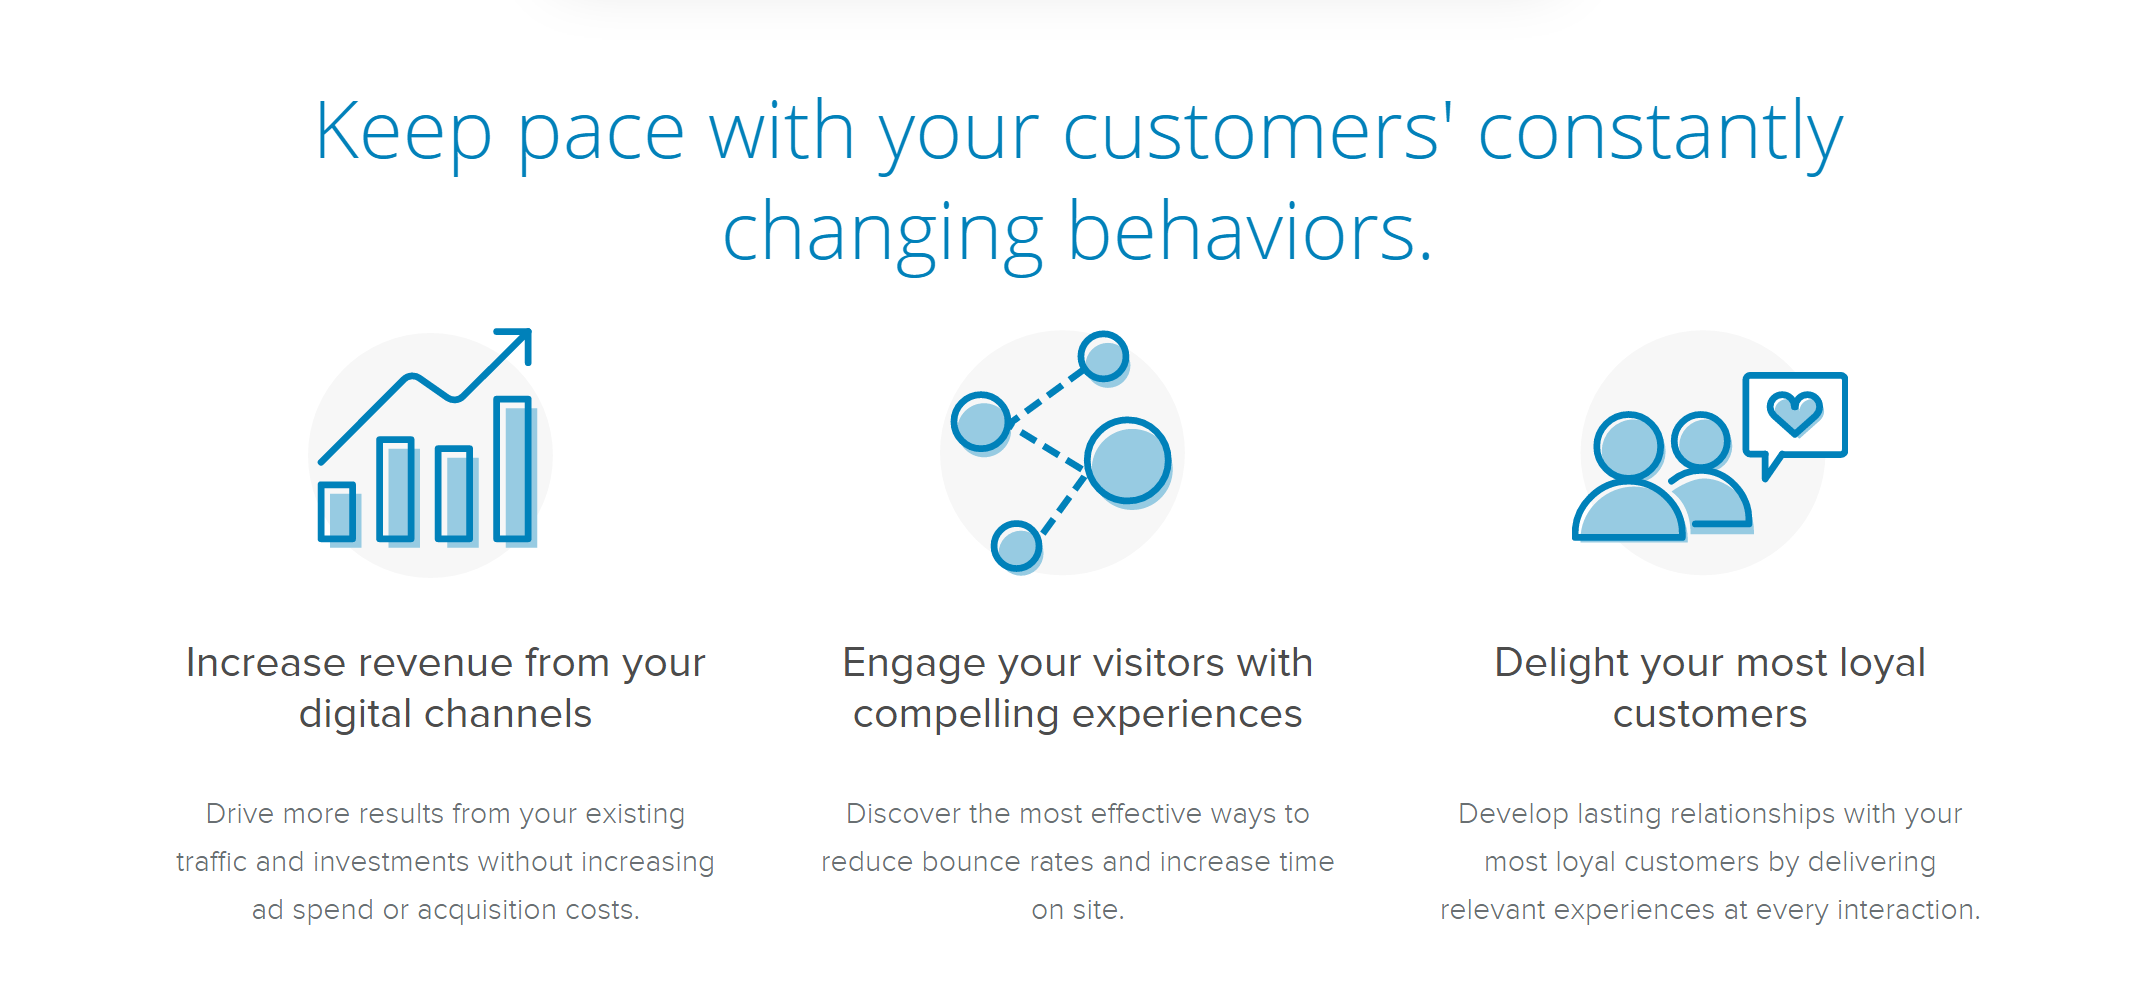 Keep pace with your customers' constantly
changing behaviors.
Increase revenue from your
digital channels
Drive more results from your existing
traffic and investments without increasing
ad spend or acquisition costs.
Engage your visitors with
compelling experiences
Discover the most effective ways to
reduce bounce rates and increase time
on site.
Delight your most loyal
customers
Develop lasting relationships with your
most loyal customers by delivering
relevant experiences at every interaction.